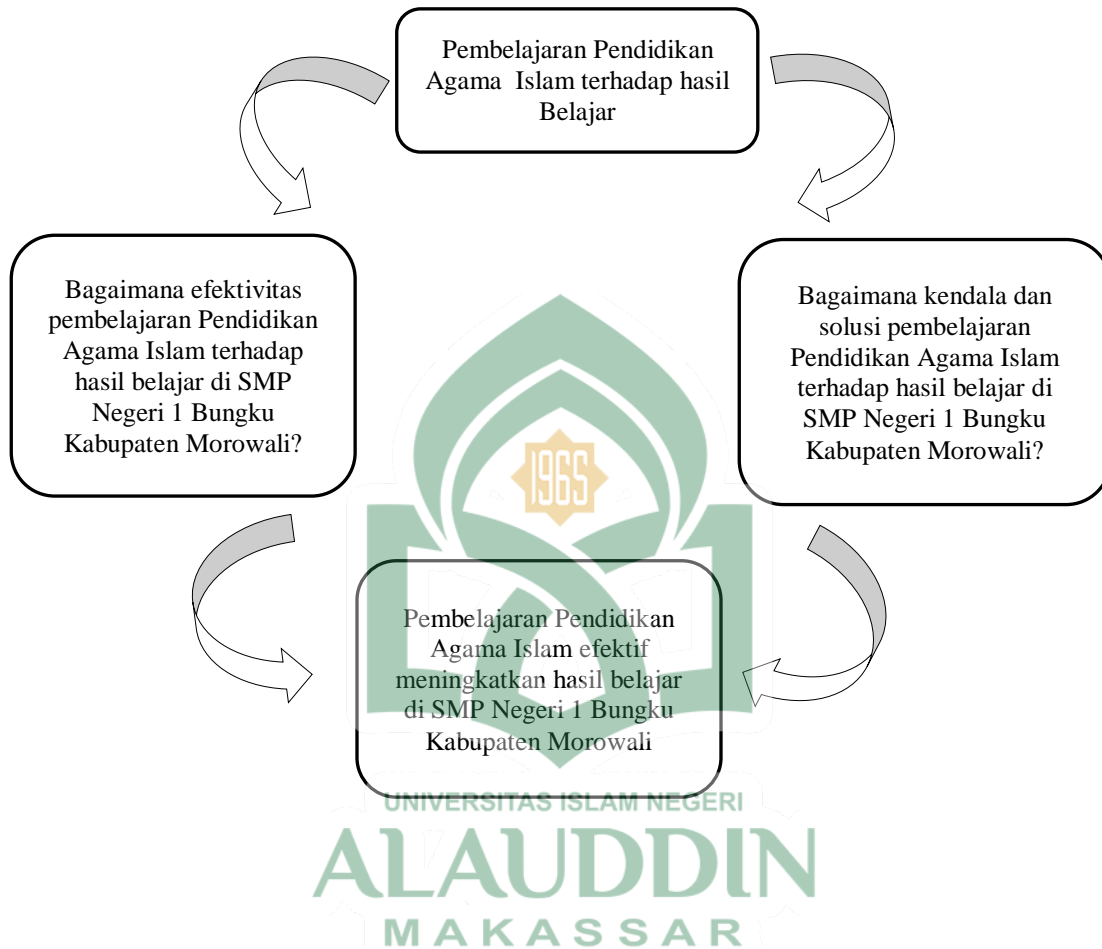 Pembelajaran Pendidikan
Agama Islam terhadap hasil
Belajar
Bagaimana efektivitas
pembelajaran Pendidikan
Agama Islam terhadap
hasil belajar di SMP
Negeri 1 Bungku
Kabupaten Morowali?
Bagaimana kendala dan
solusi pembelajaran
Pendidikan Agama Islam
terhadap hasil belajar di
SMP Negeri 1 Bungku
Kabupaten Morowali?
1965
Pembelajaran Pendidikan
Agama Islam efektif
meningkatkan hasil belajar
di SMP Negeri 1 Bungku
Kabupaten Morowali
UNIVERSITAS ISLAM NEGERI
ALAUDDIN
MAKASSAR